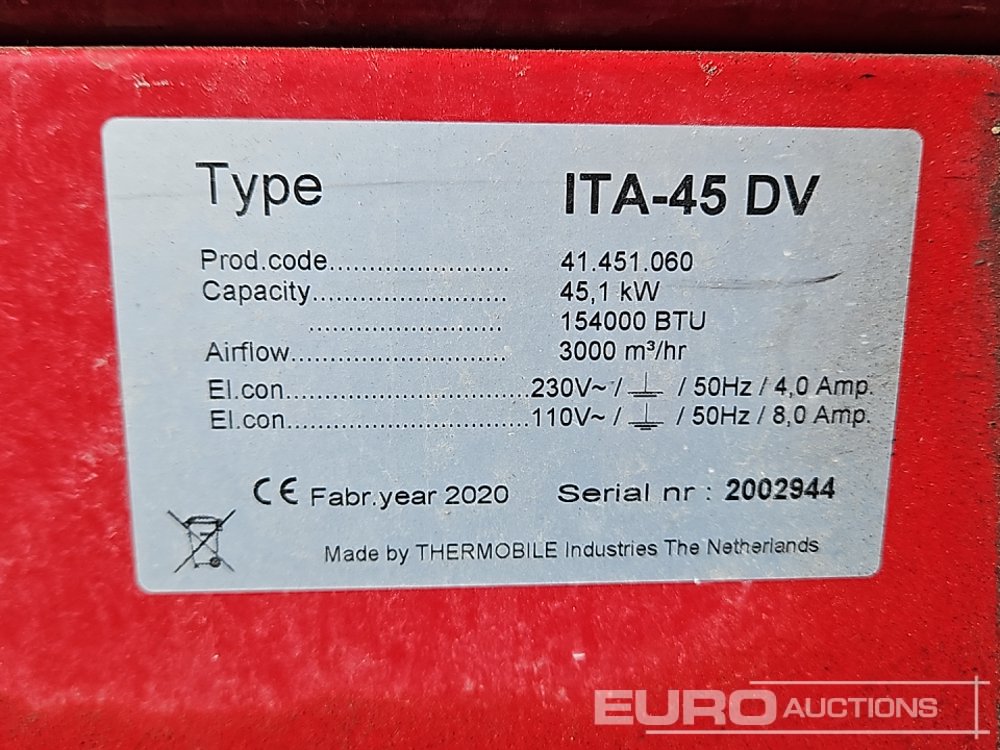 Type ITA-45 DV
Prod.code...................... 41.451.060
Capacity........................ 45,1 kW
........................ 154000 BTU
Airflow........................... 3000 m³/hr
El.con..............................230V~ / ⏚ / 50Hz / 4,0 Amp.
El.con..............................110V~ / ⏚ / 50Hz / 8,0 Amp.
CE Fabr.year 2020 Serial nr : 2002944
Made by THERMOBILE Industries The Netherlands
EURO AUCTIONS